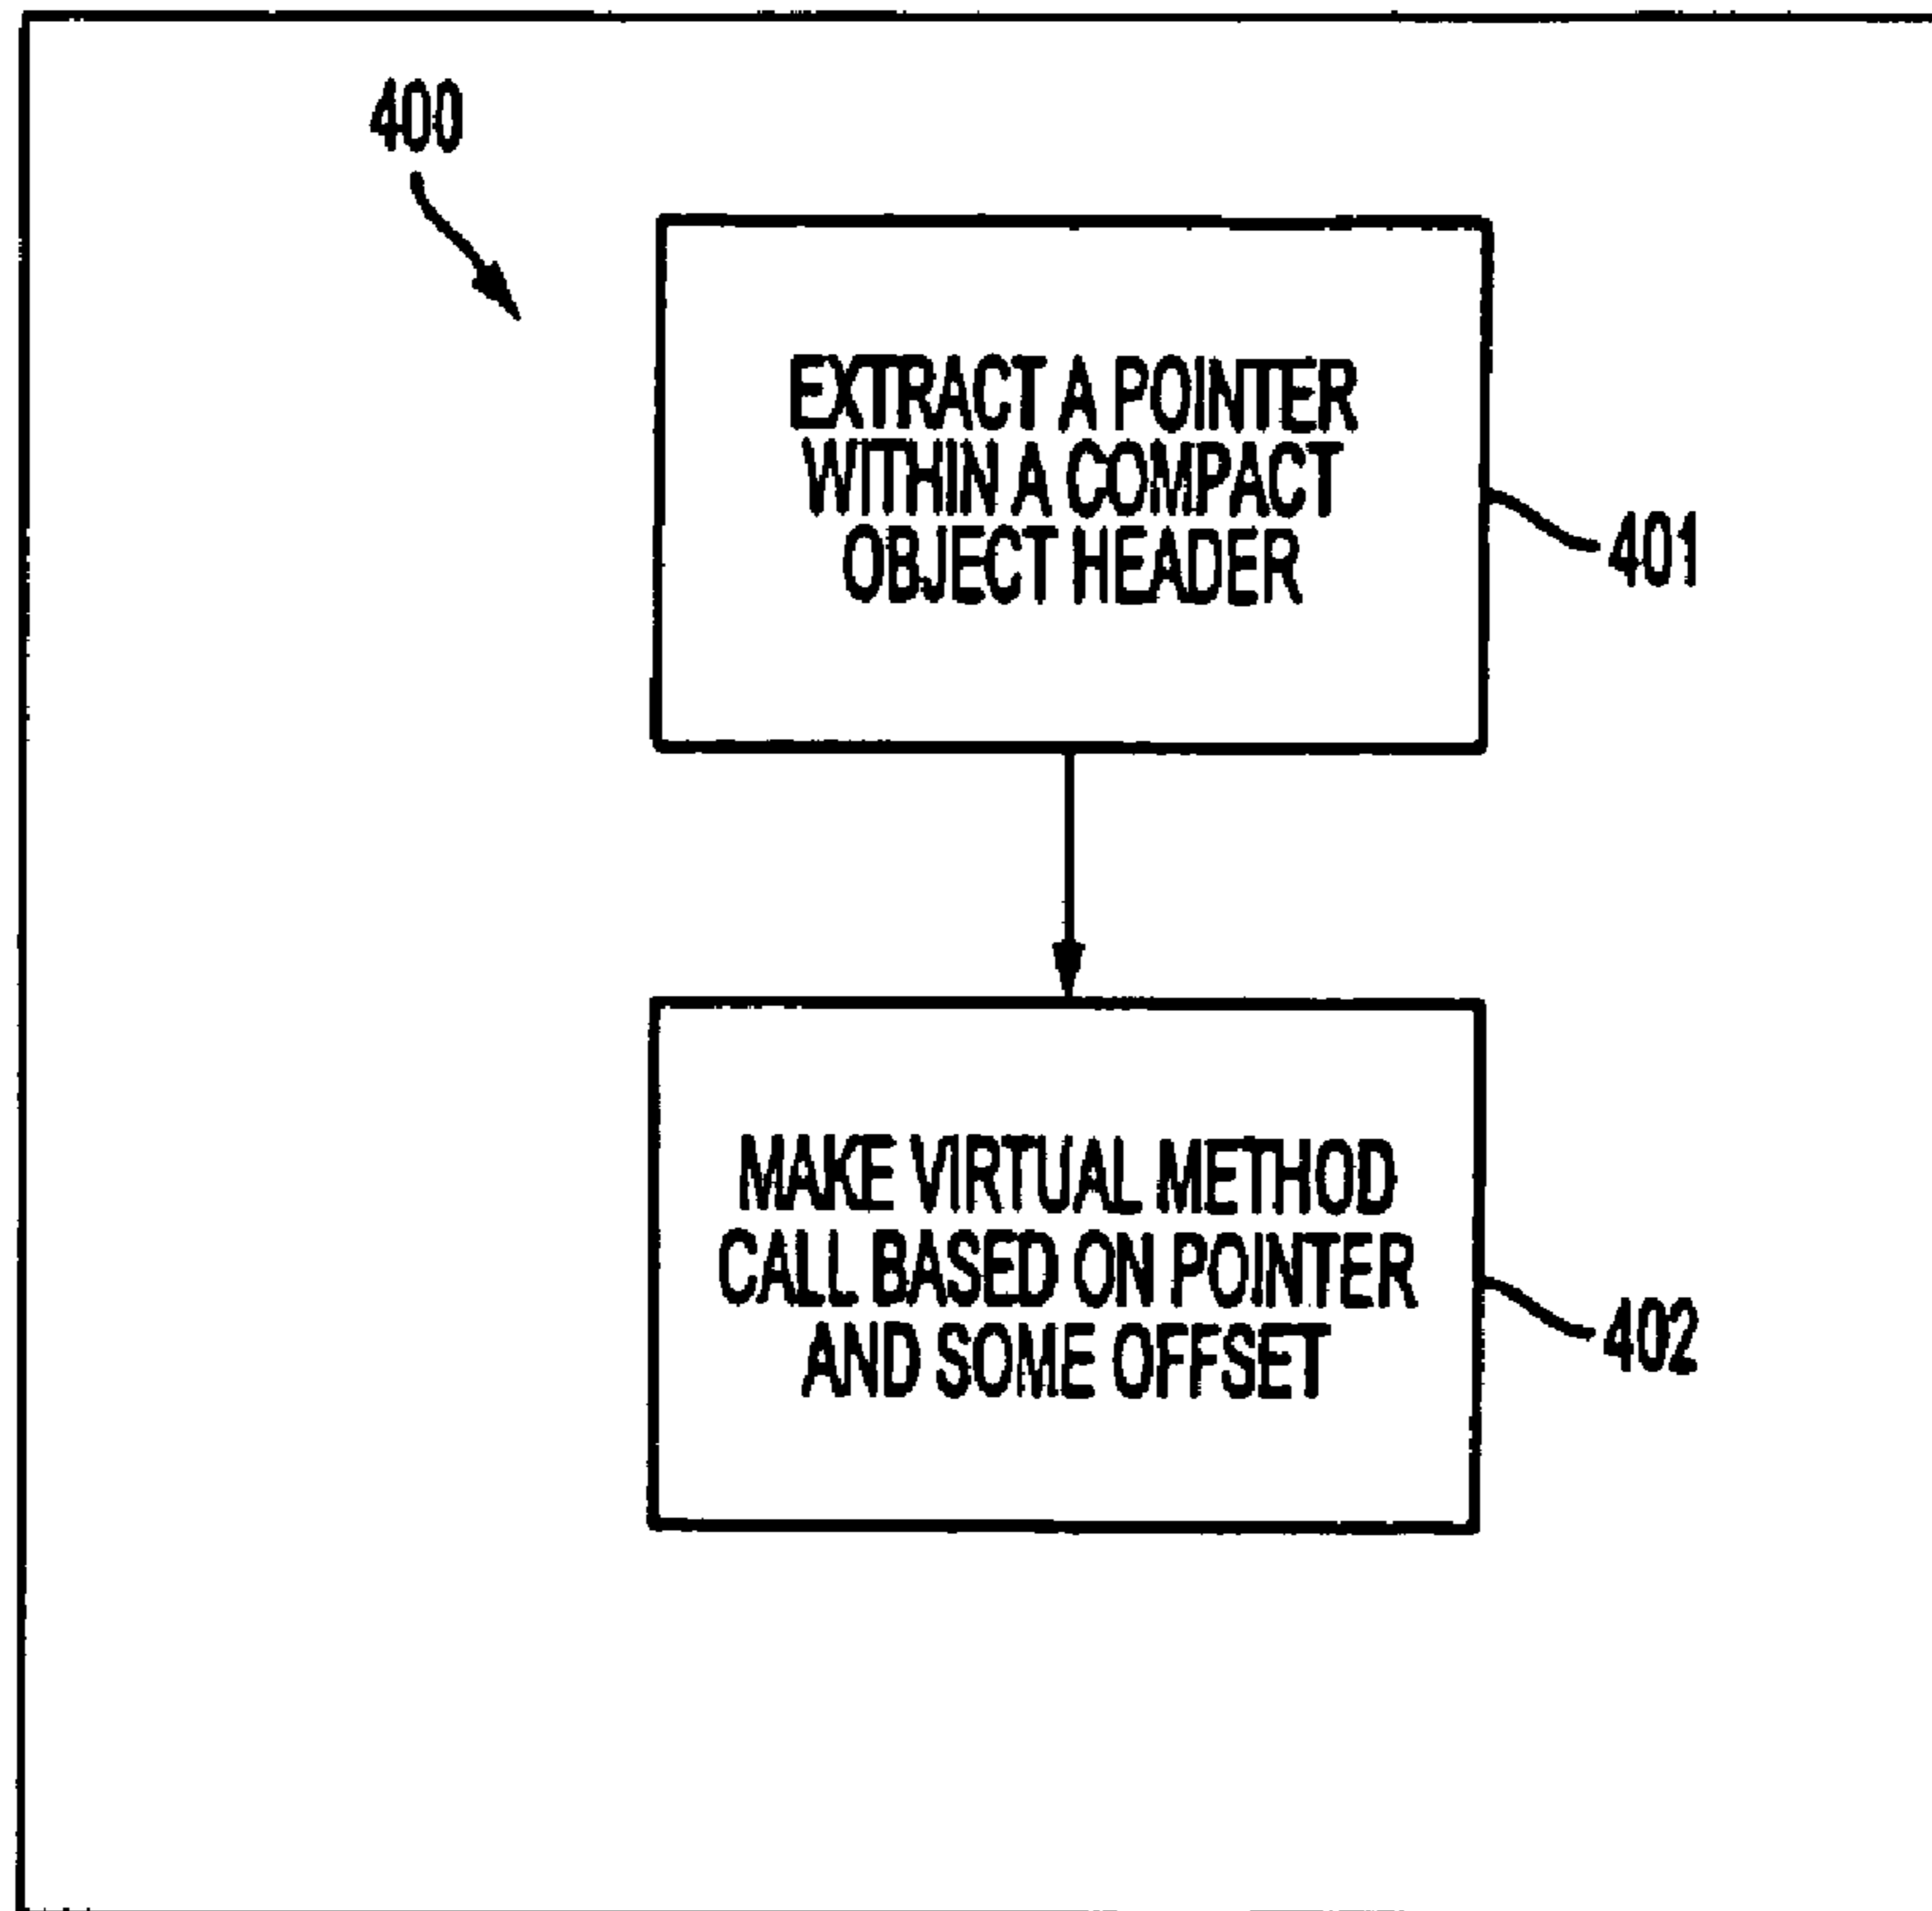 400
EXTRACT A POINTER
WITHIN A COMPACT
OBJECT HEADER
401
MAKE VIRTUAL METHOD
CALL BASED ON POINTER
AND SOME OFFSET
402